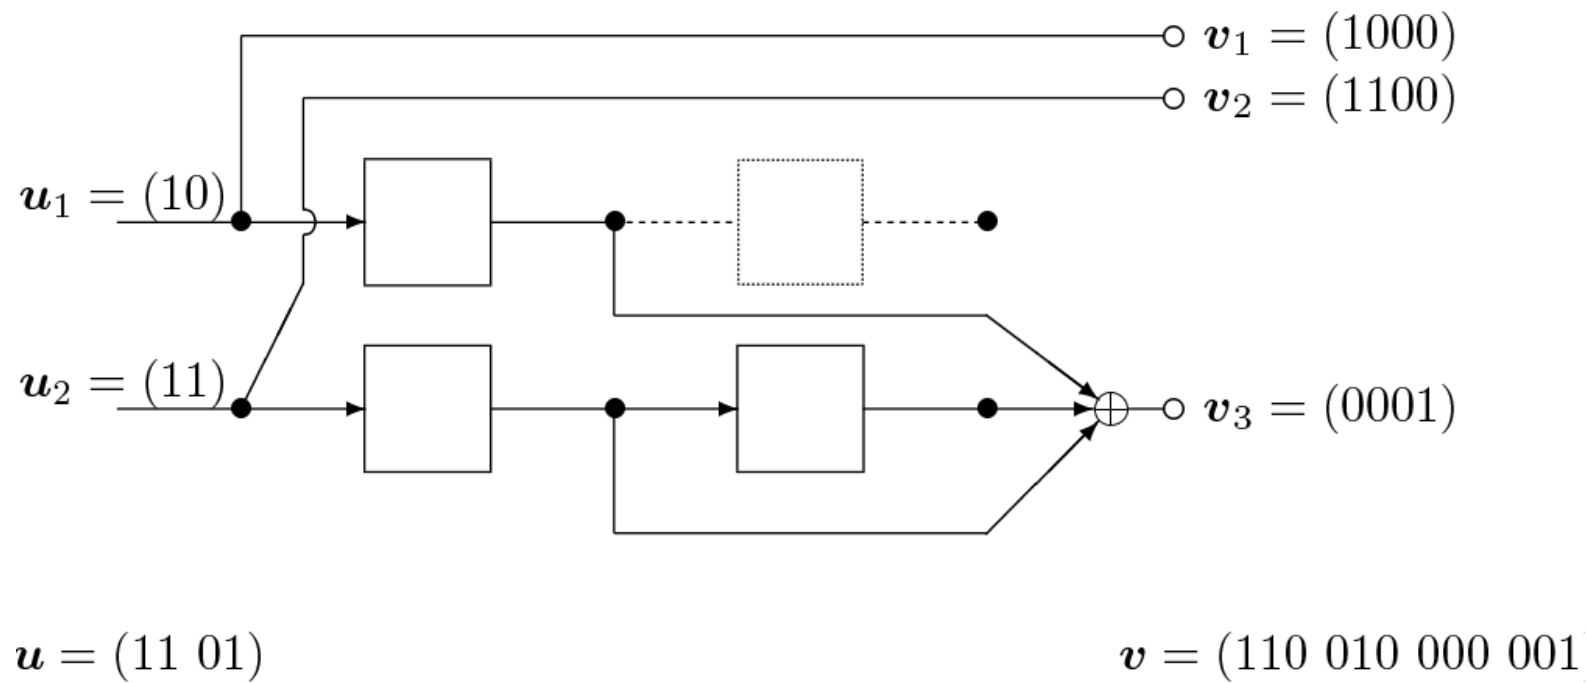 v₁ = (1000)
v₂ = (1100)
u₁ = (10)
u₂ = (11)
v₃ = (0001)
u = (11 01)
v = (110 010 000 001